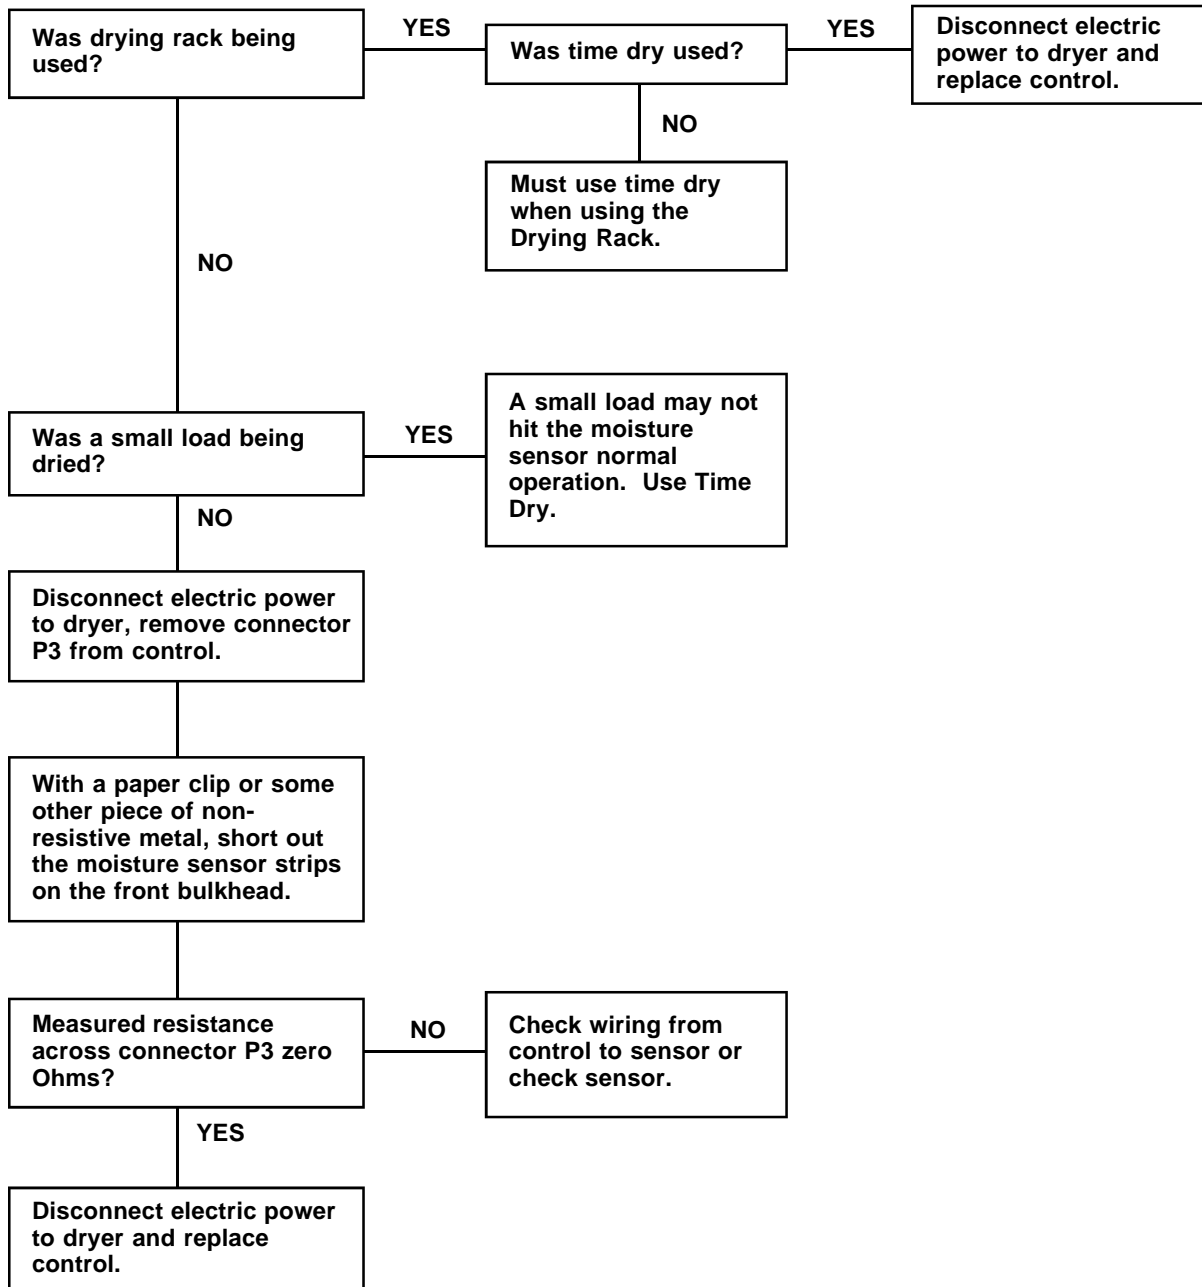 Was drying rack being
used?
YES
Was time dry used?
YES
Disconnect electric
power to dryer and
replace control.
NO
Must use time dry
when using the
Drying Rack.
NO
Was a small load being
dried?
YES
A small load may not
hit the moisture
sensor normal
operation. Use Time
Dry.
NO
Disconnect electric power
to dryer, remove connector
P3 from control.
With a paper clip or some
other piece of non-
resistive metal, short out
the moisture sensor strips
on the front bulkhead.
Measured resistance
across connector P3 zero
Ohms?
NO
Check wiring from
control to sensor or
check sensor.
YES
Disconnect electric power
to dryer and replace
control.